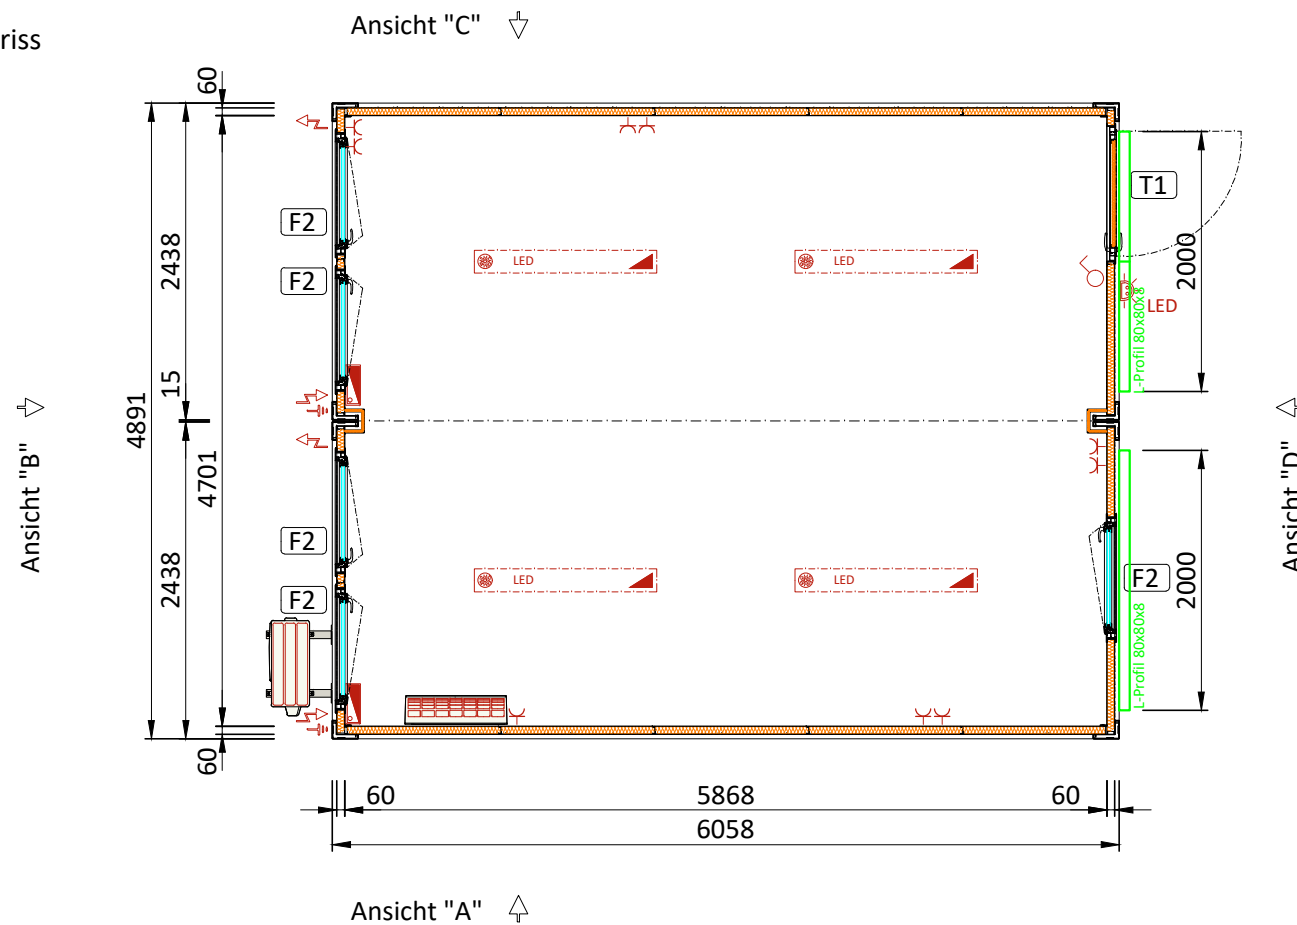 Ansicht "C"
riss
60
F2
T1
2438
LED
LED
2000
F2
LED
L-Profil 80x80x8
15
4891
Ansicht "B"
Ansicht "D"
4701
F2
2438
LED
LED
F2
2000
F2
L-Profil 80x80x8
60
60
5868
60
6058
Ansicht "A"